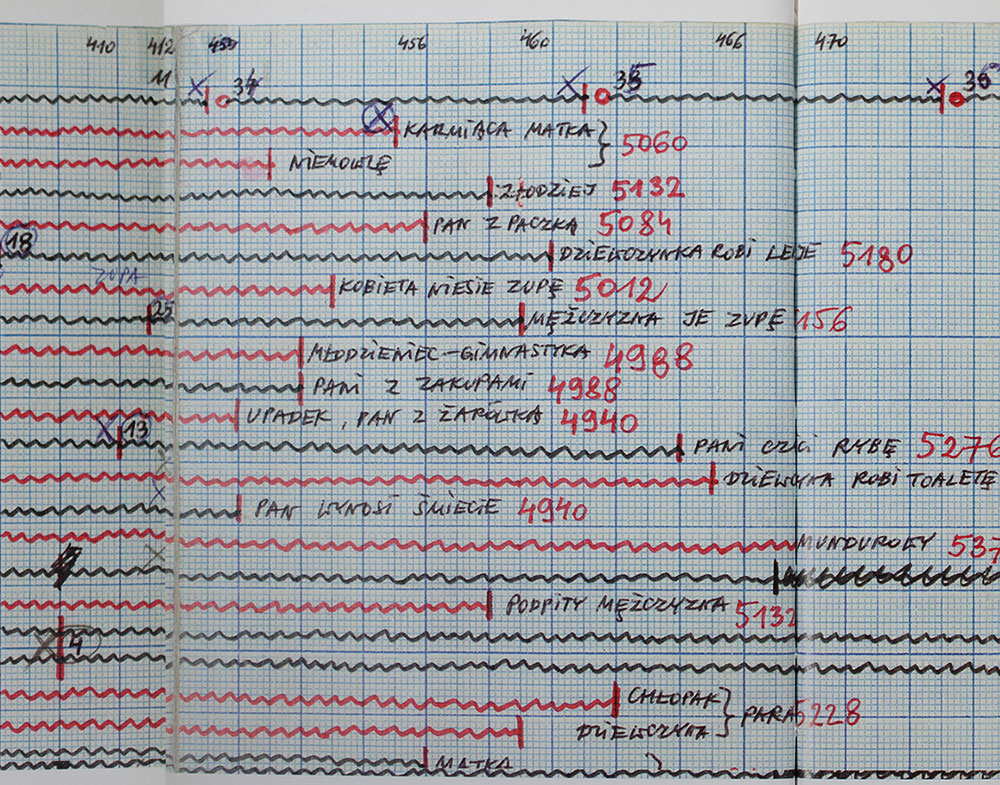 410 412 455 456 460 466 470
11 X 34 X 35 X 36
X KARMIĄCA MATKA } 5060
NIEMOWLĘ
ZŁODZIEJ 5132
PAN Z PACZKĄ 5084
18 DZIEWCZYNKA ROBI LEJE 5180
ZUPA
KOBIETA NIESIE ZUPĘ 5012
25 MĘŻCZYZNA JE ZUPĘ 156
MŁODZIENIEC-GIMNASTYKA 4988
PANI Z ZAKUPAMI 4988
UPADEK, PAN Z ŻARÓWKĄ 4940
X 13 PANI CZCI RYBĘ 5276
DZIEWCZYNA ROBI TOALETĘ
X
PAN WYNOSI ŚMIECIE 4940
X MUNDUROWY 537
PODPITY MĘŻCZYZNA 5132
X 4
CHŁOPAK } PARA 5228
DZIEWCZYNA
MATKA }